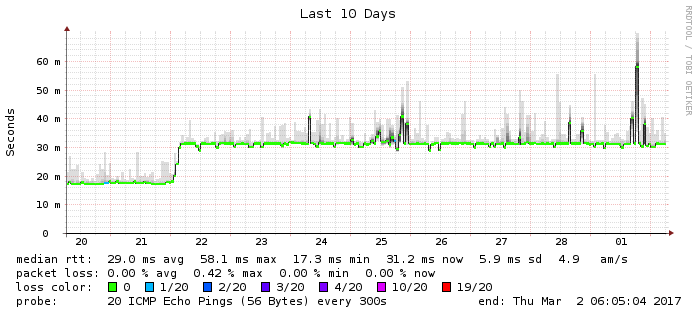 Last 10 Days
RRDTOOL / TOBI OETIKER
Seconds
60 m
50 m
40 m
30 m
20 m
10 m
0
20 21 22 23 24 25 26 27 28 01
median rtt: 29.0 ms avg 58.1 ms max 17.3 ms min 31.2 ms now 5.9 ms sd 4.9 am/s
packet loss: 0.00 % avg 0.42 % max 0.00 % min 0.00 % now
loss color: 0 1/20 2/20 3/20 4/20 10/20 19/20
probe: 20 ICMP Echo Pings (56 Bytes) every 300s end: Thu Mar 2 06:05:04 2017